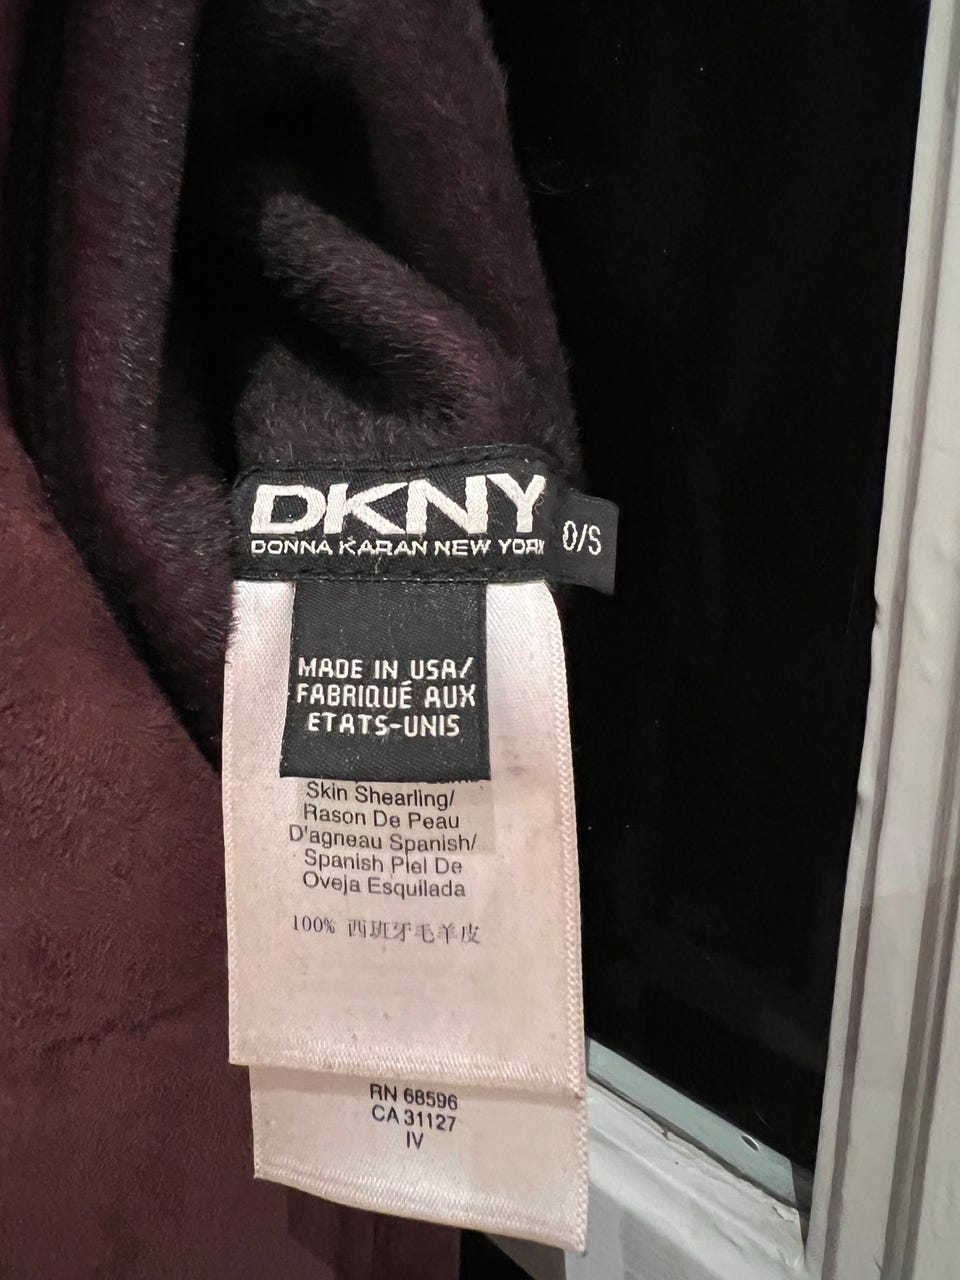 DKNY
DONNA KARAN NEW YORK
O/S
MADE IN USA/
FABRIQUÉ AUX
ETATS-UNIS
Skin Shearling/
Rason De Peau
D'agneau Spanish/
Spanish Piel De
Oveja Esquilada
100% 西班牙毛羊皮
RN 68596
CA 31127
IV